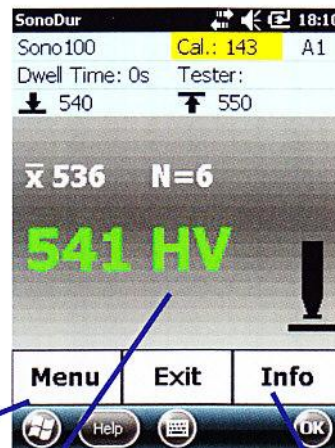 SonoDur 18:10
Sono100 Cal.: 143 A1
Dwell Time: 0s Tester:
540 550
x̅ 536 N=6
541 HV
Menu Exit Info
Help OK